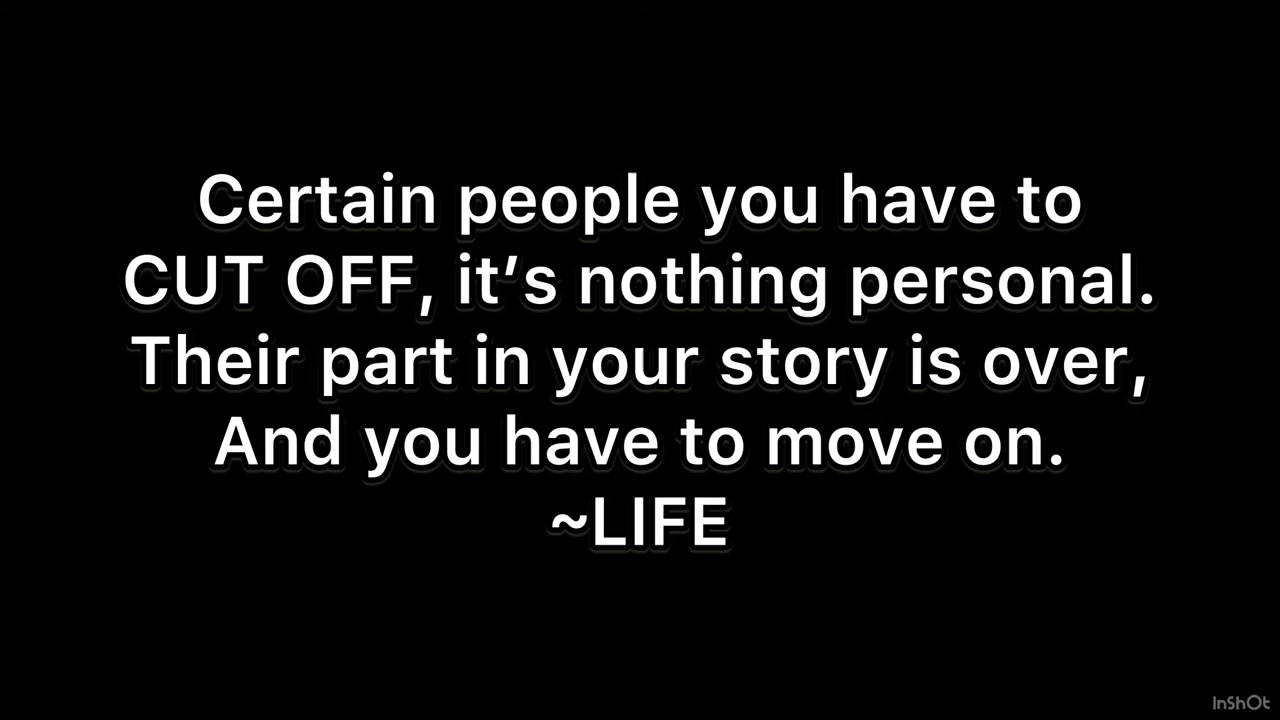 Certain people you have to
CUT OFF, it’s nothing personal.
Their part in your story is over,
And you have to move on.
~LIFE
InShOt